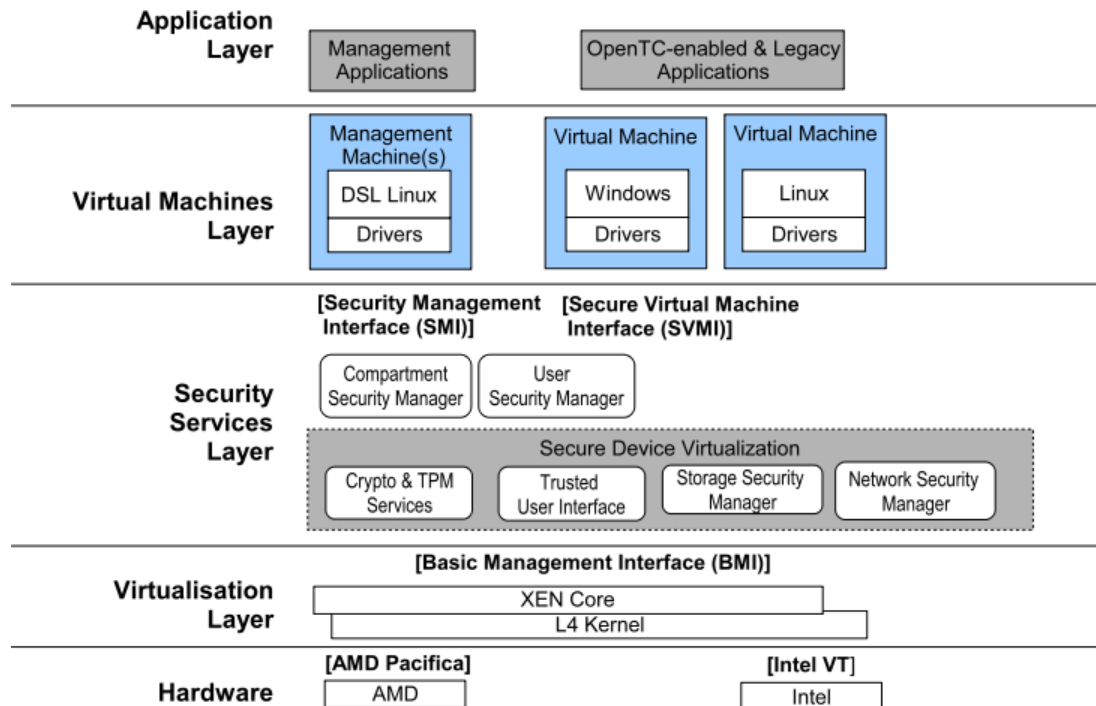 Application
Layer
Management
Applications
OpenTC-enabled & Legacy
Applications
Virtual Machines
Layer
Management
Machine(s)
DSL Linux
Drivers
Virtual Machine
Windows
Drivers
Virtual Machine
Linux
Drivers
Security
Services
Layer
[Security Management
Interface (SMI)]
[Secure Virtual Machine
Interface (SVMI)]
Compartment
Security Manager
User
Security Manager
Secure Device Virtualization
Crypto & TPM
Services
Trusted
User Interface
Storage Security
Manager
Network Security
Manager
Virtualisation
Layer
[Basic Management Interface (BMI)]
XEN Core
L4 Kernel
Hardware
[AMD Pacifica]
AMD
[Intel VT]
Intel